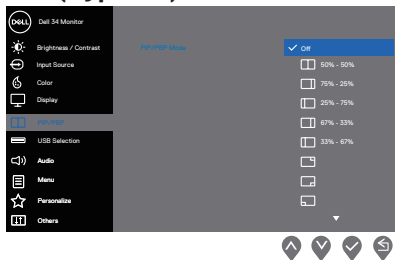 DELL
Dell 34 Monitor
Brightness / Contrast
Input Source
Color
Display
PIP/PBP
USB Selection
Audio
Menu
Personalize
Others
PIP/PBP Mode
Off
50% - 50%
75% - 25%
25% - 75%
67% - 33%
33% - 67%